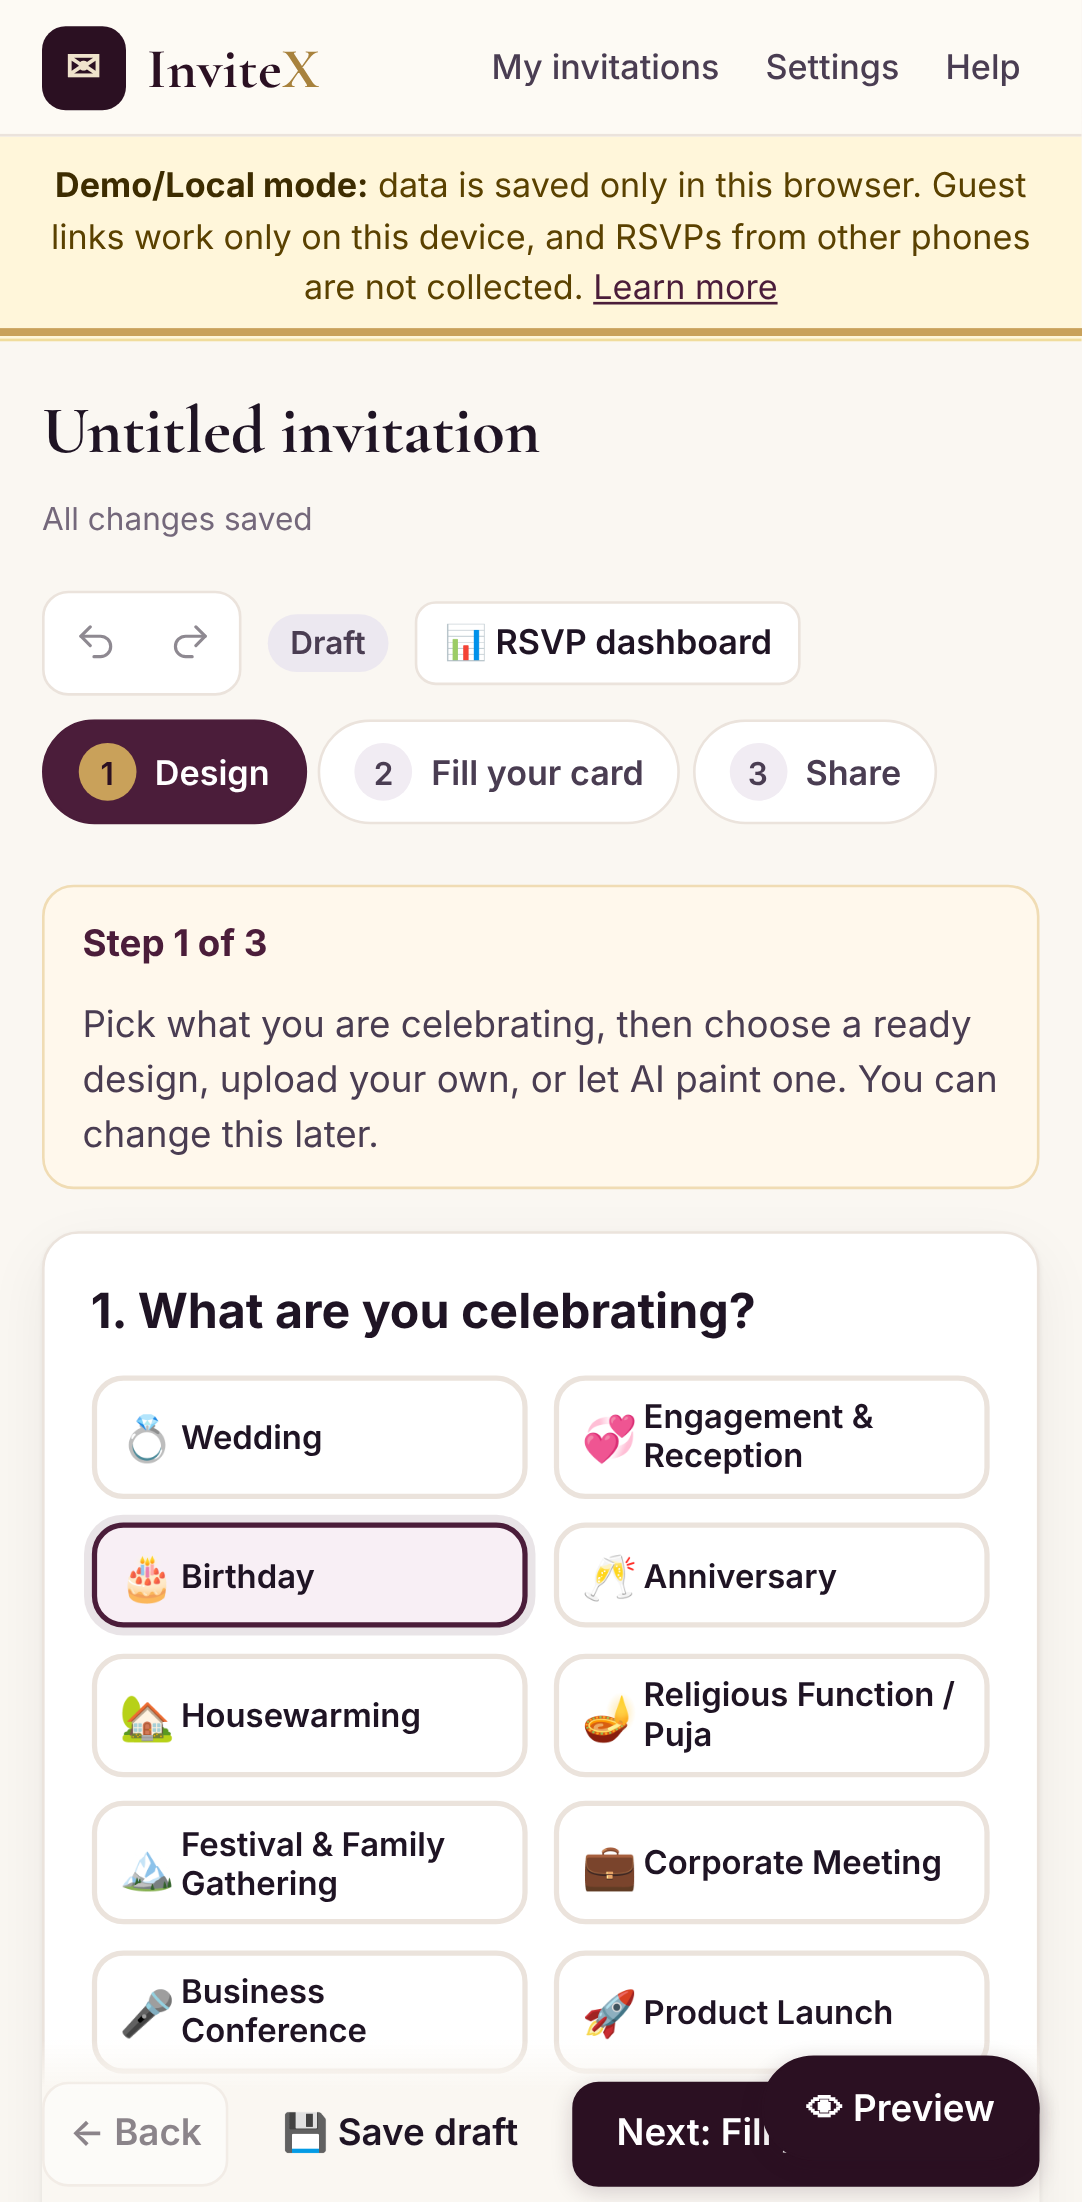 InviteX
My invitations
Settings
Help
Demo/Local mode: data is saved only in this browser. Guest
links work only on this device, and RSVPs from other phones
are not collected. Learn more
Untitled invitation
All changes saved
Draft
RSVP dashboard
1 Design
2 Fill your card
3 Share
Step 1 of 3
Pick what you are celebrating, then choose a ready
design, upload your own, or let AI paint one. You can
change this later.
1. What are you celebrating?
Wedding
Engagement &
Reception
Birthday
Anniversary
Housewarming
Religious Function /
Puja
Festival & Family
Gathering
Corporate Meeting
Business
Conference
Product Launch
← Back
Save draft
Next: Fill
Preview